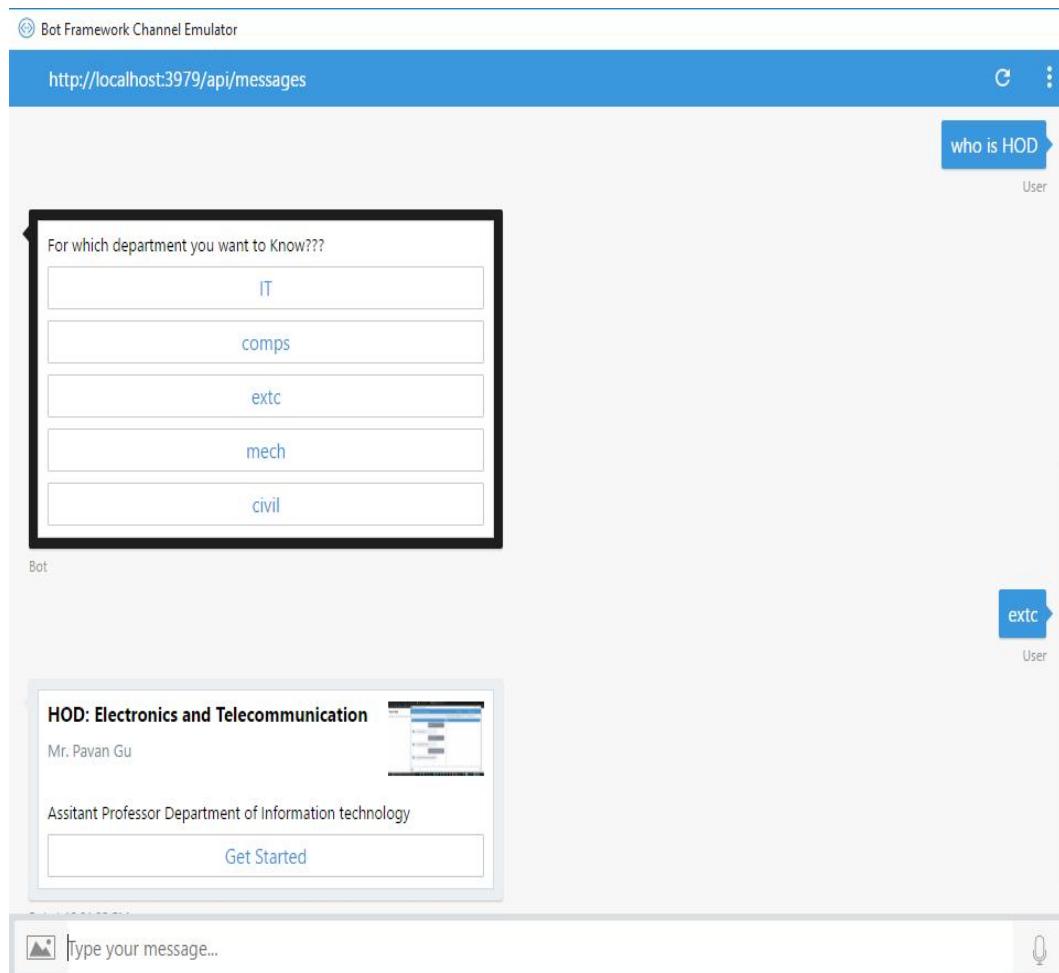 Bot Framework Channel Emulator
http://localhost:3979/api/messages
who is HOD
User
For which department you want to Know???
IT
comps
extc
mech
civil
Bot
extc
User
HOD: Electronics and Telecommunication
Mr. Pavan Gu
Assitant Professor Department of Information technology
Get Started
Type your message...